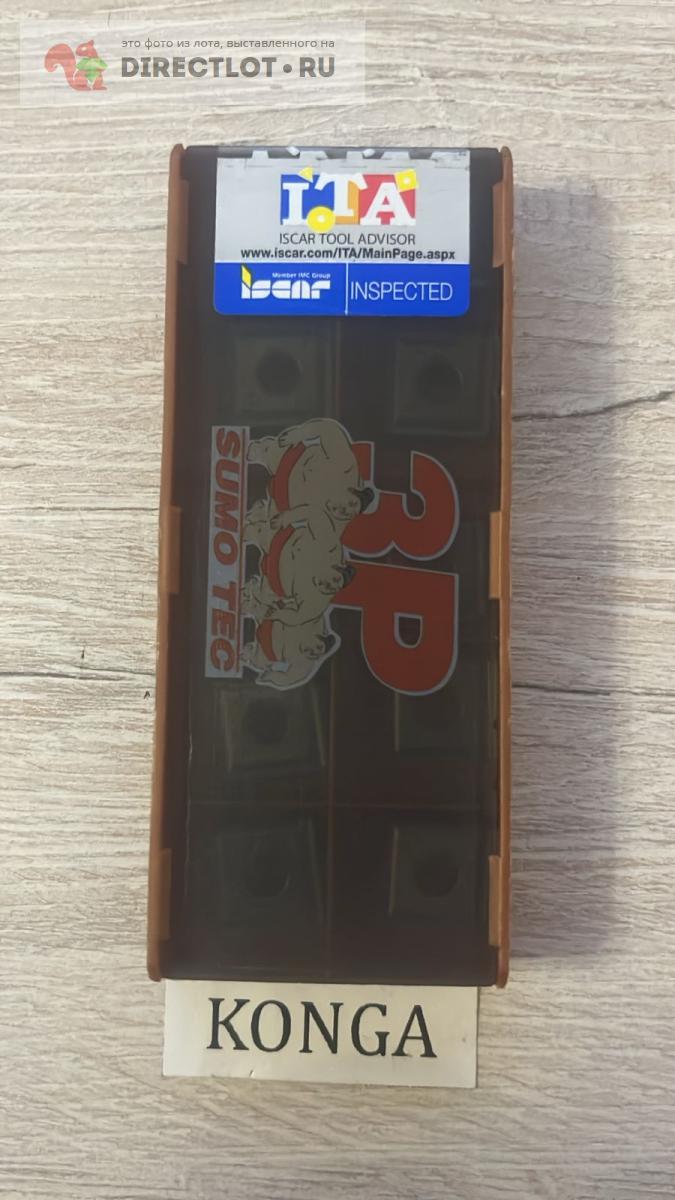 это фото из лота, выставленного на
DIRECTLOT•RU
ITA
ISCAR TOOL ADVISOR
www.iscar.com/ITA/MainPage.aspx
Member IMC Group
iscar INSPECTED
3P
SUMO TEC
KONGA